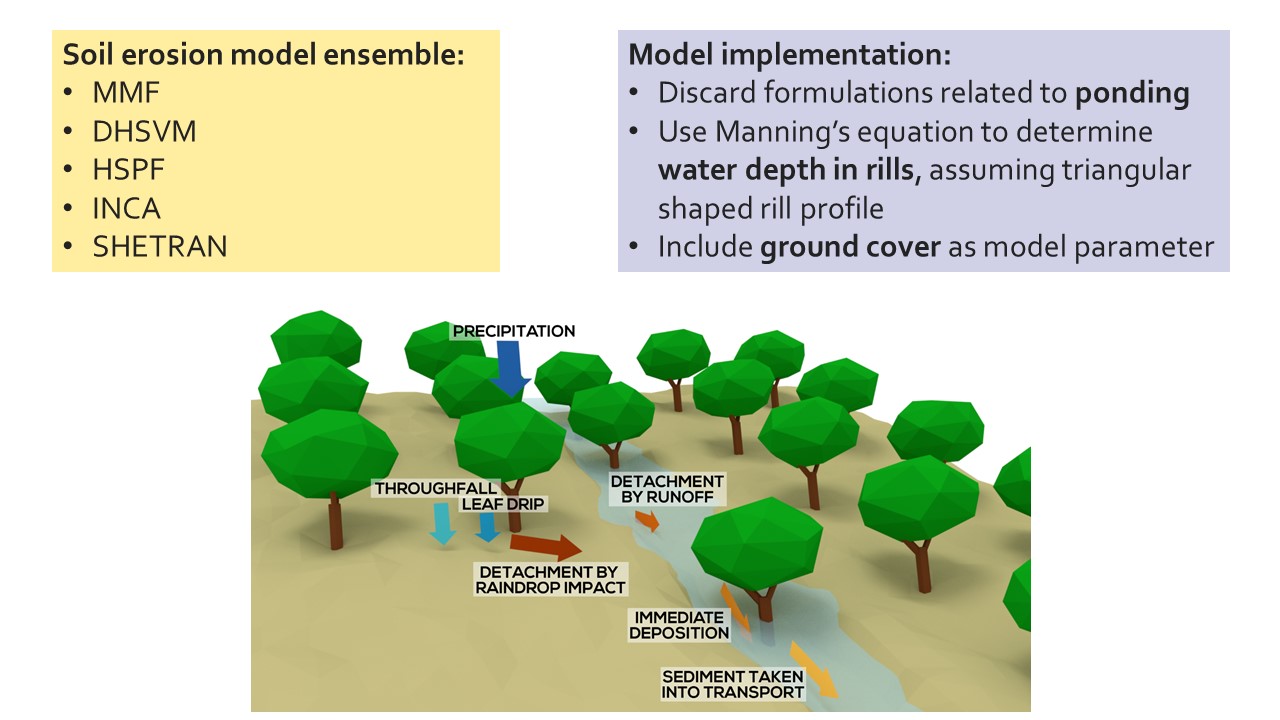 Soil erosion model ensemble:
• MMF
• DHSVM
• HSPF
• INCA
• SHETRAN
Model implementation:
• Discard formulations related to ponding
• Use Manning's equation to determine
water depth in rills, assuming triangular
shaped rill profile
• Include ground cover as model parameter
PRECIPITATION
THROUGHFALL
LEAF DRIP
DETACHMENT BY
RAINDROP IMPACT
DETACHMENT
BY RUNOFF
IMMEDIATE
DEPOSITION
SEDIMENT TAKEN
INTO TRANSPORT